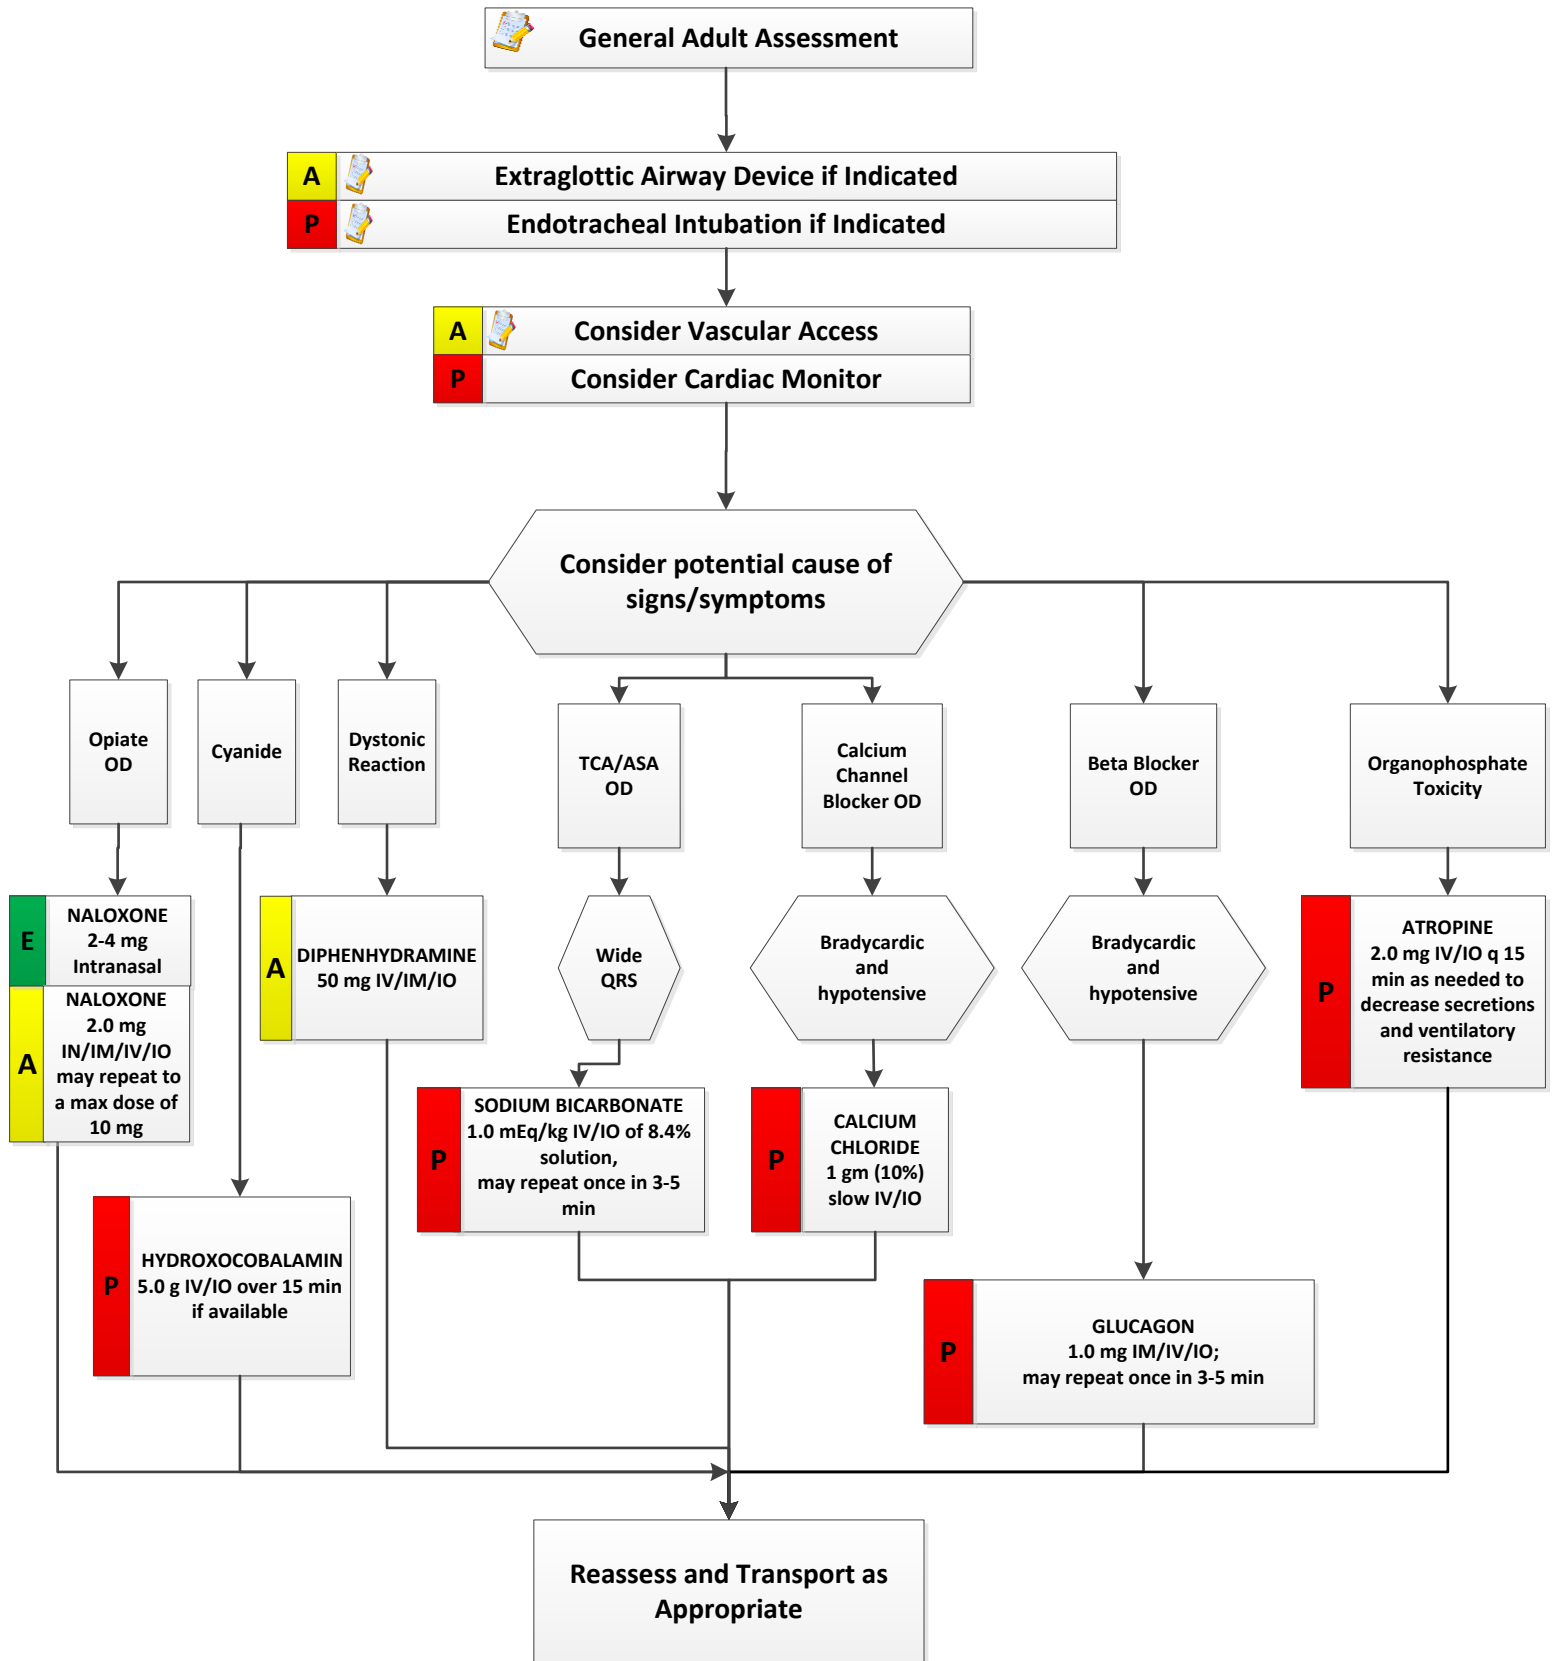 General Adult Assessment
A
Extraglottic Airway Device if Indicated
P
Endotracheal Intubation if Indicated
A
Consider Vascular Access
P
Consider Cardiac Monitor
Consider potential cause of
signs/symptoms
Opiate
OD
Cyanide
Dystonic
Reaction
TCA/ASA
OD
Calcium
Channel
Blocker OD
Beta Blocker
OD
Organophosphate
Toxicity
E
NALOXONE
2-4 mg
Intranasal
A
NALOXONE
2.0 mg
IN/IM/IV/IO
may repeat to
a max dose of
10 mg
A
DIPHENHYDRAMINE
50 mg IV/IM/IO
Wide
QRS
Bradycardic
and
hypotensive
Bradycardic
and
hypotensive
P
ATROPINE
2.0 mg IV/IO q 15
min as needed to
decrease secretions
and ventilatory
resistance
P
SODIUM BICARBONATE
1.0 mEq/kg IV/IO of 8.4%
solution,
may repeat once in 3-5
min
P
CALCIUM
CHLORIDE
1 gm (10%)
slow IV/IO
P
HYDROXOCOBALAMIN
5.0 g IV/IO over 15 min
if available
P
GLUCAGON
1.0 mg IM/IV/IO;
may repeat once in 3-5 min
Reassess and Transport as
Appropriate